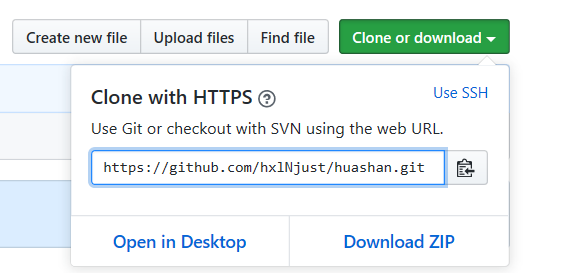 Create new file Upload files Find file Clone or download
Clone with HTTPS ? Use SSH
Use Git or checkout with SVN using the web URL.
https://github.com/hxlNjust/huashan.git
Open in Desktop Download ZIP